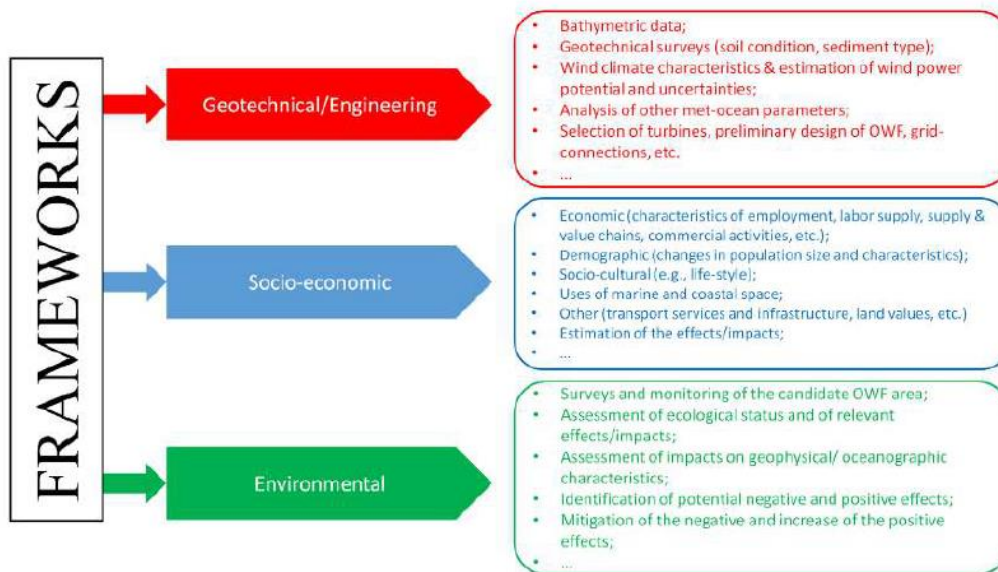 FRAMEWORKS
Geotechnical/Engineering
• Bathymetric data;
• Geotechnical surveys (soil condition, sediment type);
• Wind climate characteristics & estimation of wind power
potential and uncertainties;
• Analysis of other met-ocean parameters;
• Selection of turbines, preliminary design of OWF, grid-
connections, etc.
• ...
Socio-economic
• Economic (characteristics of employment, labor supply, supply &
value chains, commercial activities, etc.);
• Demographic (changes in population size and characteristics);
• Socio-cultural (e.g., life-style);
• Uses of marine and coastal space;
• Other (transport services and infrastructure, land values, etc.)
• Estimation of the effects/impacts;
• ...
Environmental
• Surveys and monitoring of the candidate OWF area;
• Assessment of ecological status and of relevant
effects/impacts;
• Assessment of impacts on geophysical/ oceanographic
characteristics;
• Identification of potential negative and positive effects;
• Mitigation of the negative and increase of the positive
effects;
• ...